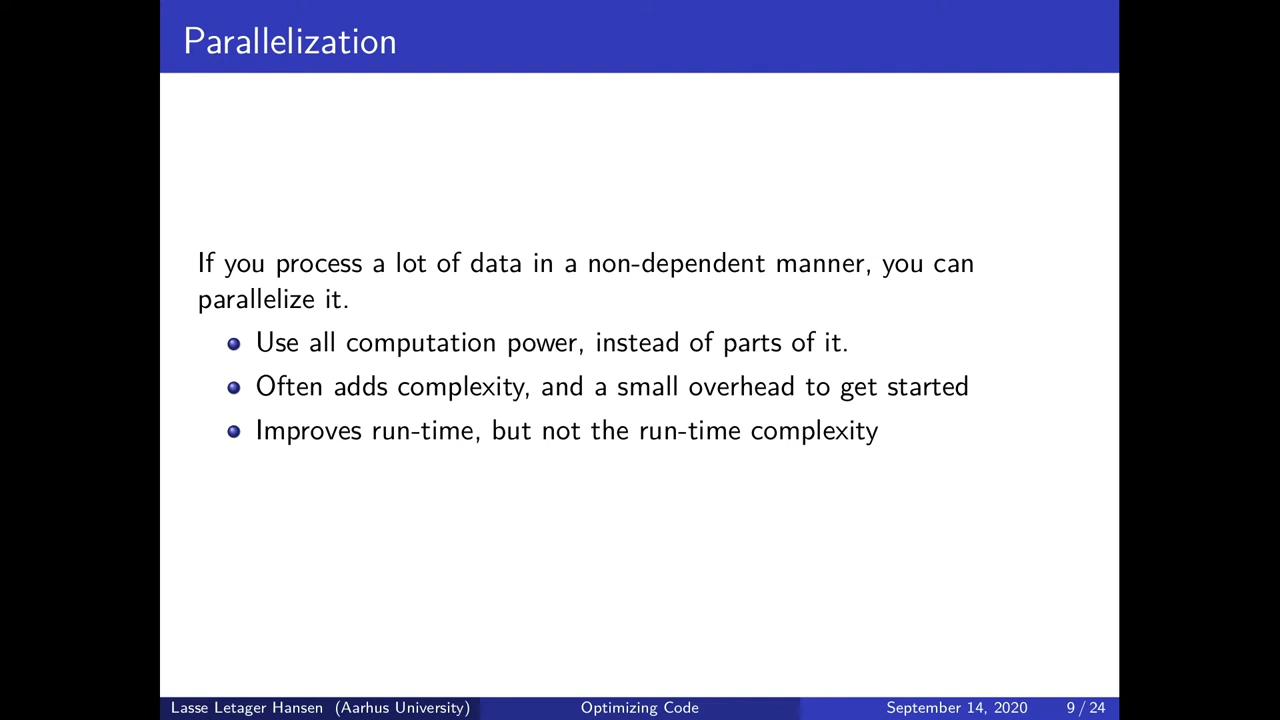 Parallelization
If you process a lot of data in a non-dependent manner, you can
parallelize it.
Use all computation power, instead of parts of it.
Often adds complexity, and a small overhead to get started
Improves run-time, but not the run-time complexity
Lasse Letager Hansen (Aarhus University) Optimizing Code September 14, 2020 9 / 24